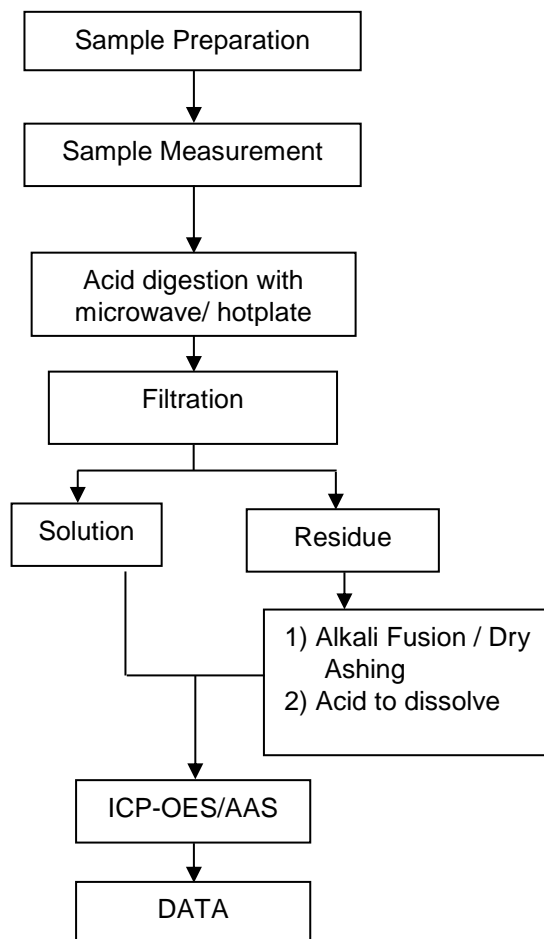 Sample Preparation
Sample Measurement
Acid digestion with
microwave/ hotplate
Filtration
Solution
Residue
1) Alkali Fusion / Dry
Ashing
2) Acid to dissolve
ICP-OES/AAS
DATA